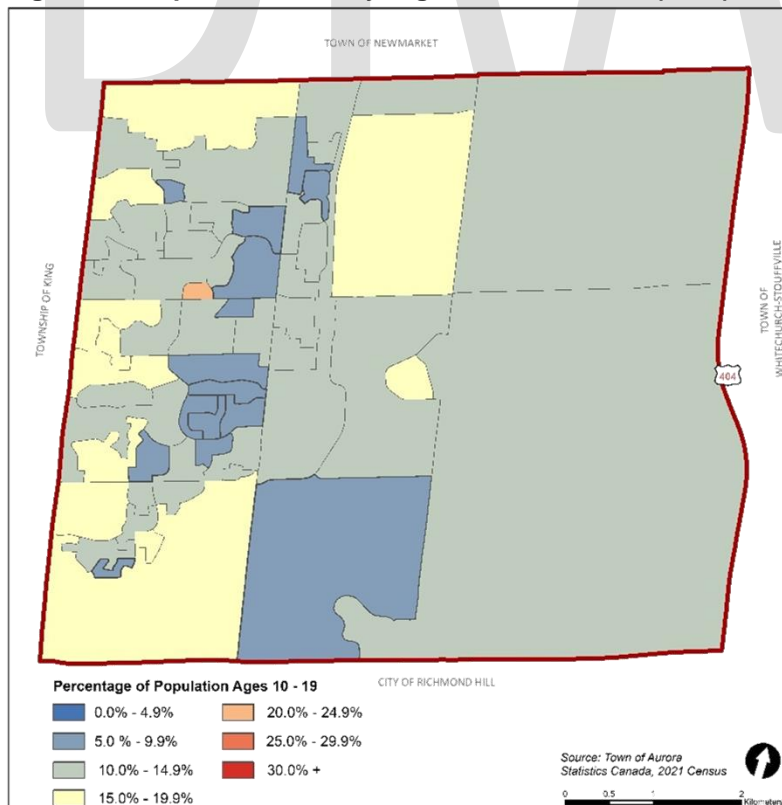 TOWN OF NEWMARKET
TOWNSHIP OF KING
TOWN OF
WHITECHURCH-STOUFFVILLE
404
CITY OF RICHMOND HILL
Percentage of Population Ages 10 - 19
0.0% - 4.9%
5.0 % - 9.9%
10.0% - 14.9%
15.0% - 19.9%
20.0% - 24.9%
25.0% - 29.9%
30.0% +
Source: Town of Aurora
Statistics Canada, 2021 Census
0 0.5 1 2
Kilometers